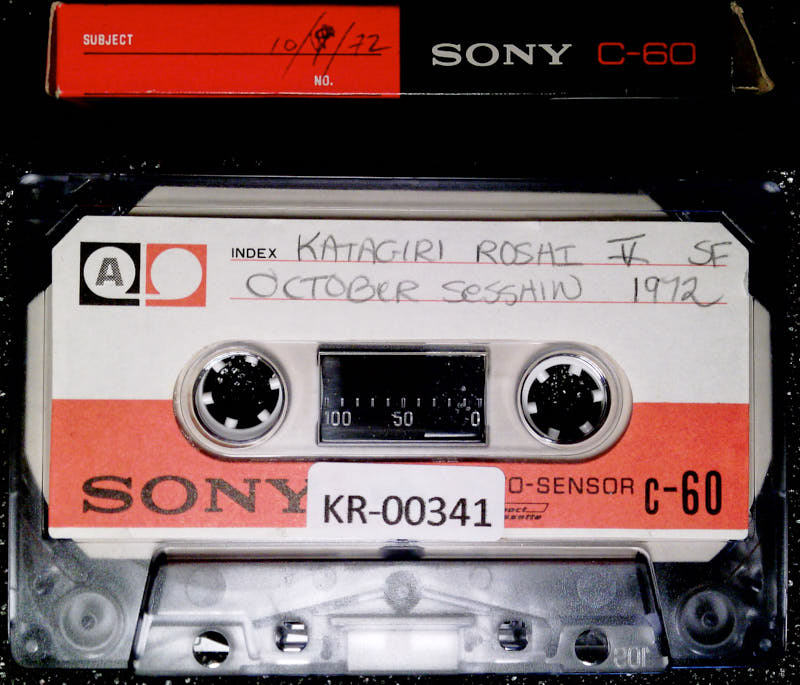 SUBJECT
10/ /72
NO.
SONY C-60
A
INDEX KATAGIRI ROSHI V SF
OCTOBER SESSHIN 1972
100 50 0
SONY O-SENSOR C-60
KR-00341